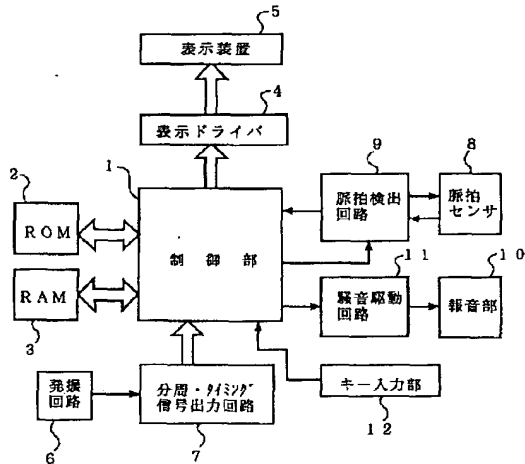 5
表示装置
4
表示ドライバ
1
2
9
8
ROM
脈拍検出
回路
脈拍
センサ
制御部
11
10
RAM
騒音駆動
回路
報音部
3
発振
回路
分周・タイミング
信号出力回路
キー入力部
6
7
12